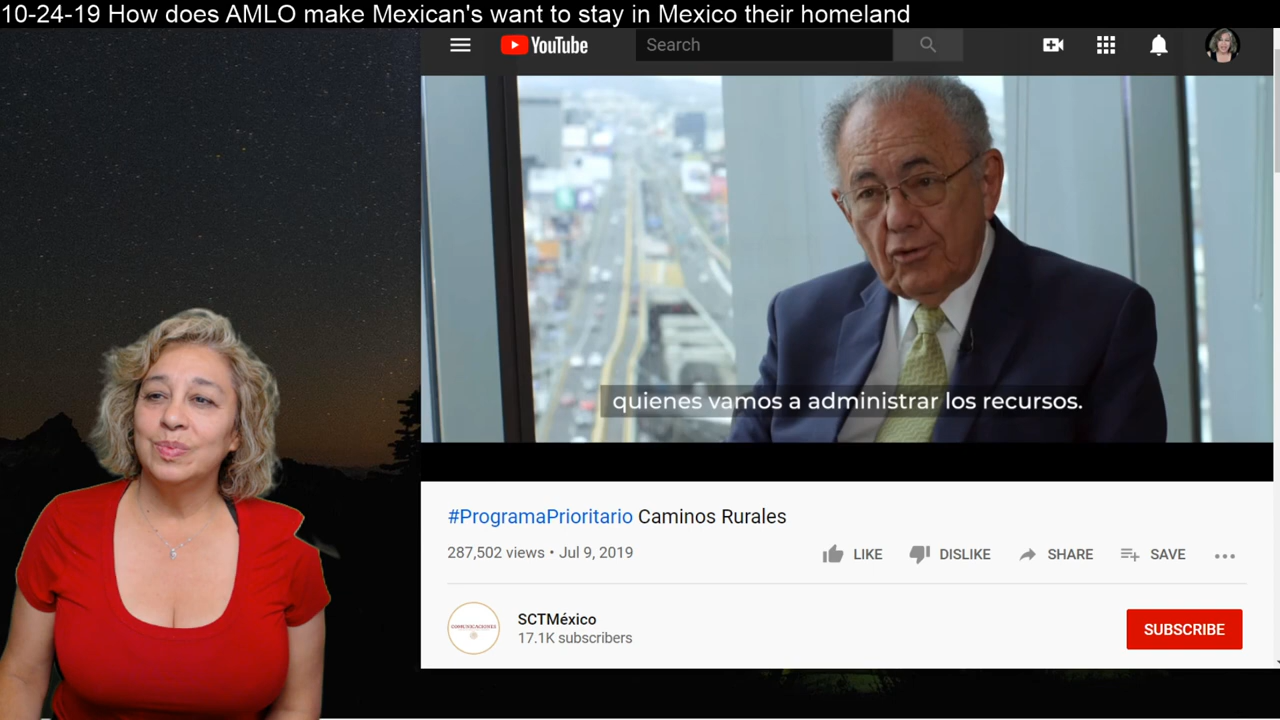 10-24-19 How does AMLO make Mexican's want to stay in Mexico their homeland
YouTube
Search
quienes vamos a administrar los recursos.
#ProgramaPrioritario Caminos Rurales
287,502 views • Jul 9, 2019
LIKE
DISLIKE
SHARE
SAVE
COMUNICACIONES
SCTMéxico
17.1K subscribers
SUBSCRIBE